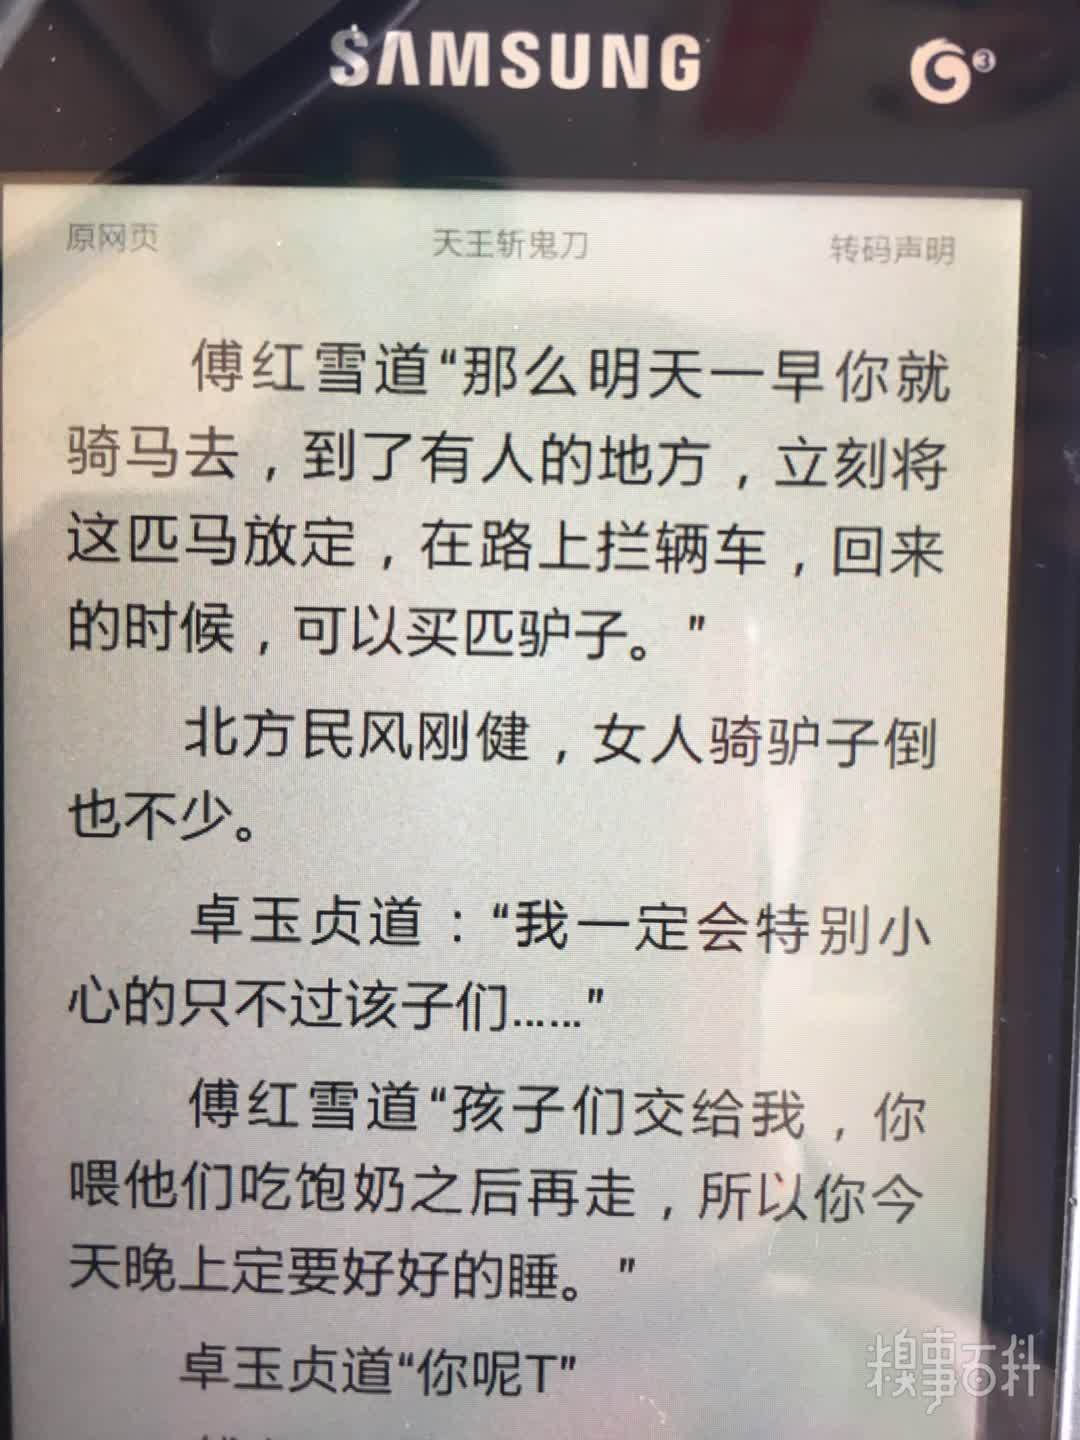 SAMSUNG
G3
原网页 天王斩鬼刀 转码声明
傅红雪道“那么明天一早你就
骑马去，到了有人的地方，立刻将
这匹马放定，在路上拦辆车，回来
的时候，可以买匹驴子。”
北方民风刚健，女人骑驴子倒
也不少。
卓玉贞道：“我一定会特别小
心的只不过该子们……”
傅红雪道“孩子们交给我，你
喂他们吃饱奶之后再走，所以你今
天晚上定要好好的睡。”
卓玉贞道“你呢T”
糗事百科